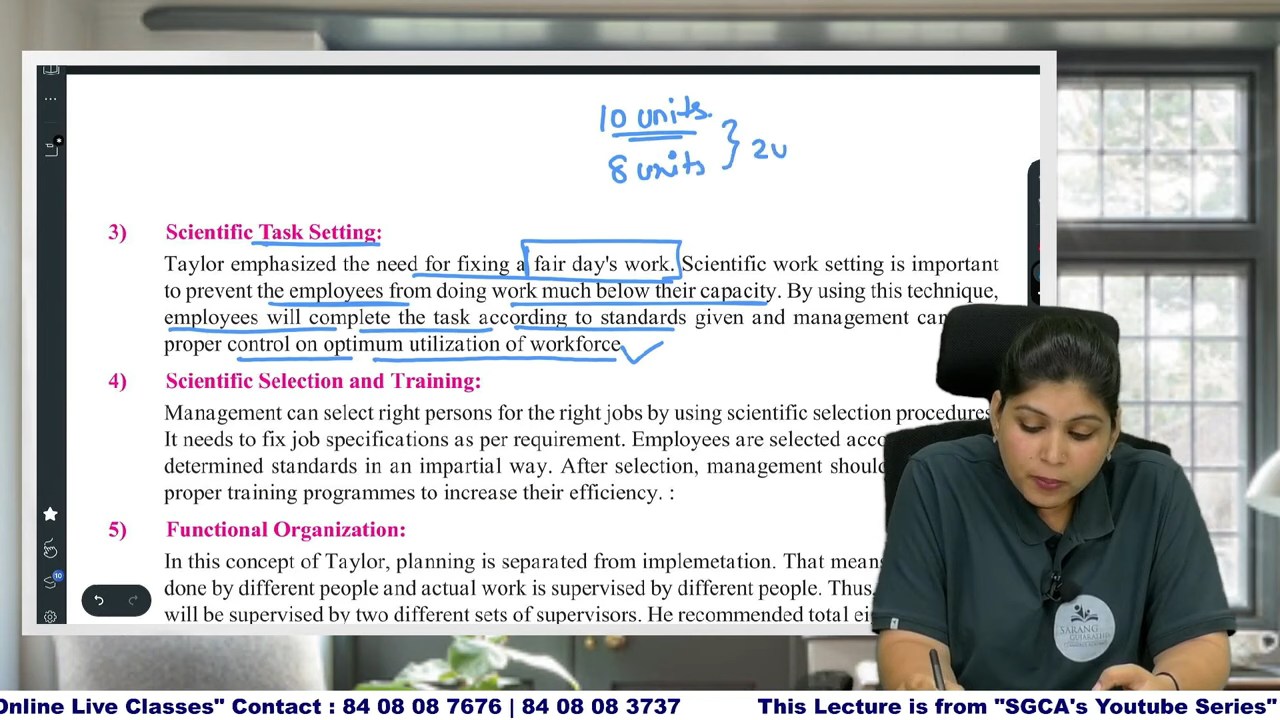 10 units.
8 units } 2u
3) Scientific Task Setting:
Taylor emphasized the need for fixing a fair day's work. Scientific work setting is important
to prevent the employees from doing work much below their capacity. By using this technique,
employees will complete the task according to standards given and management can
proper control on optimum utilization of workforce
4) Scientific Selection and Training:
Management can select right persons for the right jobs by using scientific selection procedures
It needs to fix job specifications as per requirement. Employees are selected
determined standards in an impartial way. After selection, management should
proper training programmes to increase their efficiency. :
5) Functional Organization:
In this concept of Taylor, planning is separated from implemetation. That means
done by different people and actual work is supervised by different people. Thus,
will be supervised by two different sets of supervisors. He recommended total
10
SARANG
Online Live Classes" Contact : 84 08 08 7676 | 84 08 08 3737 This Lecture is from "SGCA's Youtube Series"